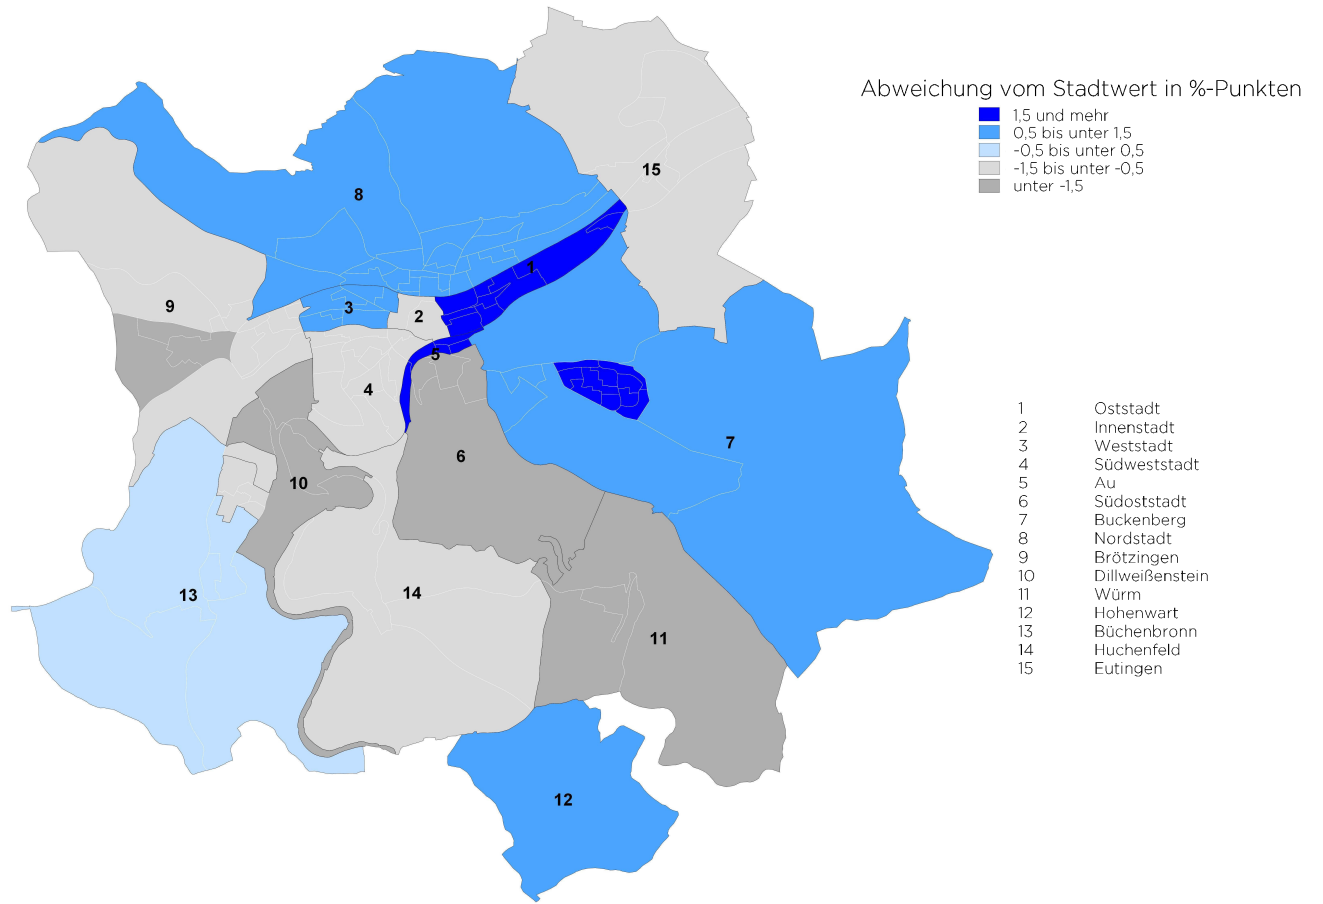 Abweichung vom Stadtwert in %-Punkten
1,5 und mehr
0,5 bis unter 1,5
-0,5 bis unter 0,5
-1,5 bis unter -0,5
unter -1,5
15
8
1
9
3
2
5
4
7
6
10
13
14
11
12
1 Oststadt
2 Innenstadt
3 Weststadt
4 Südweststadt
5 Au
6 Südoststadt
7 Buckenberg
8 Nordstadt
9 Brötzingen
10 Dillweißenstein
11 Würm
12 Hohenwart
13 Büchenbronn
14 Huchenfeld
15 Eutingen